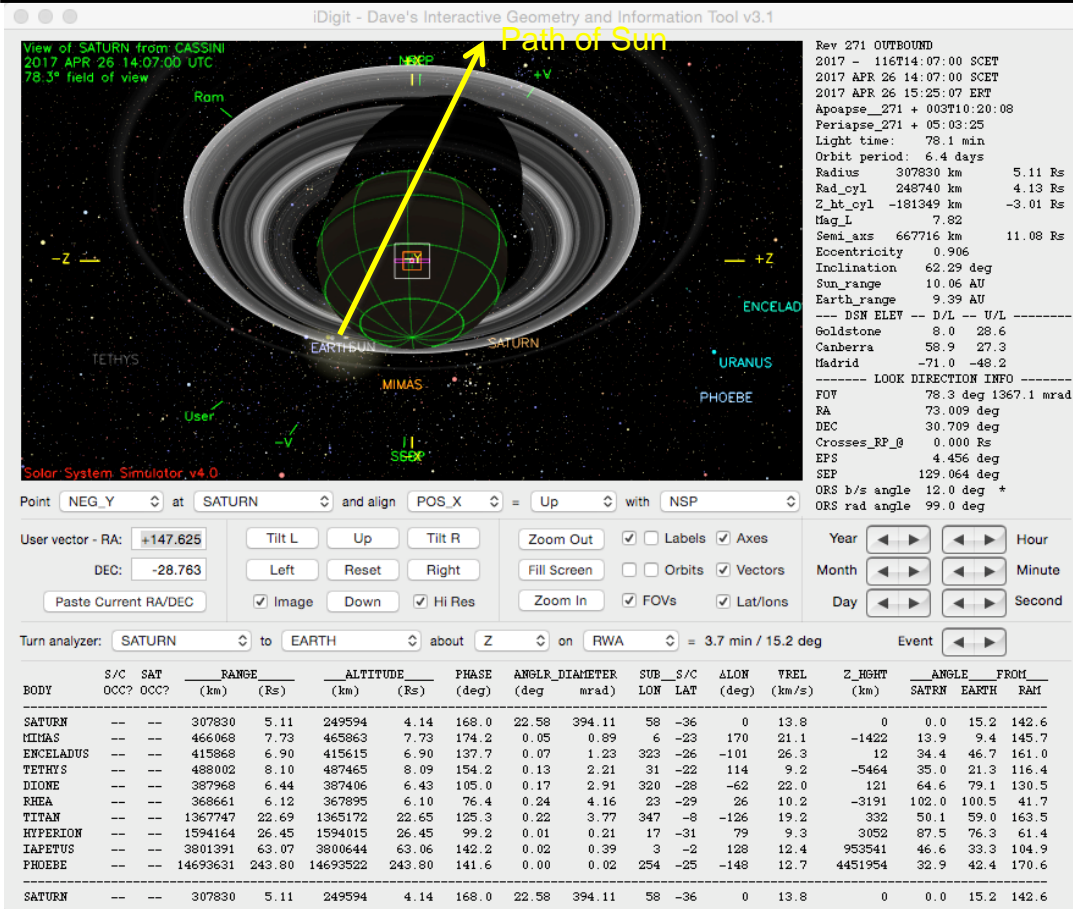 iDigit - Dave's Interactive Geometry and Information Tool v3.1
View of SATURN from CASSINI
2017 APR 26 14:07:00 UTC
78.3° field of view
Path of Sun
+V
Ram
-Z
+Z
ENCELAD
EARTH SUN
SATURN
TETHYS
URANUS
MIMAS
PHOEBE
User
-V
Solar System Simulator v4.0
Rev 271 OUTBOUND
2017 - 116T14:07:00 SCET
2017 APR 26 14:07:00 SCET
2017 APR 26 15:25:07 ERT
Apoapse__271 + 003T10:20:08
Periapse_271 + 05:03:25
Light time: 78.1 min
Orbit period: 6.4 days
Radius 307830 km 5.11 Rs
Rad_cyl 248740 km 4.13 Rs
Z_ht_cyl -181349 km -3.01 Rs
Mag_L 7.82
Semi_axs 667716 km 11.08 Rs
Eccentricity 0.906
Inclination 62.29 deg
Sun_range 10.06 AU
Earth_range 9.39 AU
--- DSN ELEV -- D/L -- U/L -------
Goldstone 8.0 28.6
Canberra 58.9 27.3
Madrid -71.0 -48.2
------- LOOK DIRECTION INFO -------
FOV 78.3 deg 1367.1 mrad
RA 73.009 deg
DEC 30.709 deg
Crosses_RP_@ 0.000 Rs
EPS 4.456 deg
SEP 129.064 deg
ORS b/s angle 12.0 deg *
ORS rad angle 99.0 deg
Point NEG_Y at SATURN and align POS_X = Up with NSP
User vector - RA: +147.625 Tilt L Up Tilt R Zoom Out Labels Axes Year Hour
DEC: -28.763 Left Reset Right Fill Screen Orbits Vectors Month Minute
Paste Current RA/DEC Image Down Hi Res Zoom In FOVs Lat/lons Day Second
Turn analyzer: SATURN to EARTH about Z on RWA = 3.7 min / 15.2 deg Event
S/C SAT RANGE ALTITUDE PHASE ANGLR_DIAMETER SUB__S/C ΔLON VREL Z_HGHT ANGLE FROM
BODY OCC? OCC? (km) (Rs) (km) (Rs) (deg) (deg mrad) LON LAT (deg) (km/s) (km) SATRN EARTH RAM
SATURN -- -- 307830 5.11 249594 4.14 168.0 22.58 394.11 58 -36 0 13.8 0 0.0 15.2 142.6
MIMAS -- -- 466068 7.73 465863 7.73 174.2 0.05 0.89 6 -23 170 21.1 -1422 13.9 9.4 145.7
ENCELADUS -- -- 415868 6.90 415615 6.90 137.7 0.07 1.23 323 -26 -101 26.3 12 34.4 46.7 161.0
TETHYS -- -- 488002 8.10 487465 8.09 154.2 0.13 2.21 31 -22 114 9.2 -5464 35.0 21.3 116.4
DIONE -- -- 387968 6.44 387406 6.43 105.0 0.17 2.91 320 -28 -62 22.0 121 64.6 79.1 130.5
RHEA -- -- 368661 6.12 367895 6.10 76.4 0.24 4.16 23 -29 26 10.2 -3191 102.0 100.5 41.7
TITAN -- -- 1367747 22.69 1365172 22.65 125.3 0.22 3.77 347 -8 -126 19.2 332 50.1 59.0 163.5
HYPERION -- -- 1594164 26.45 1594015 26.45 99.2 0.01 0.21 17 -31 79 9.3 3052 87.5 76.3 61.4
IAPETUS -- -- 3801391 63.07 3800644 63.06 142.2 0.02 0.39 3 -2 128 12.4 953541 46.6 33.3 104.9
PHOEBE -- -- 14693631 243.80 14693522 243.80 141.6 0.00 0.02 254 -25 -148 12.7 4451954 32.9 42.4 170.6
SATURN -- -- 307830 5.11 249594 4.14 168.0 22.58 394.11 58 -36 0 13.8 0 0.0 15.2 142.6